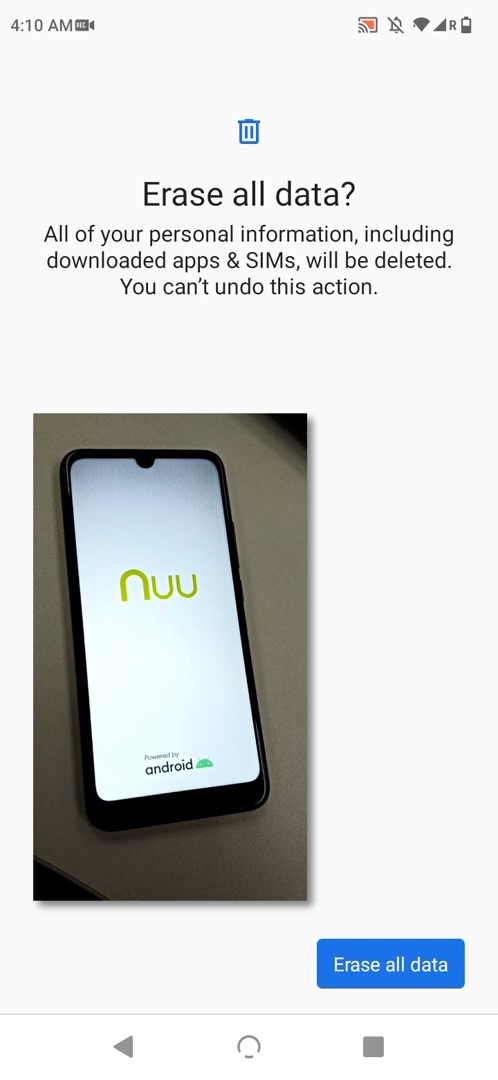 4:10 AM REC
R
Erase all data?
All of your personal information, including
downloaded apps & SIMs, will be deleted.
You can't undo this action.
nuu
Powered by
android
Erase all data